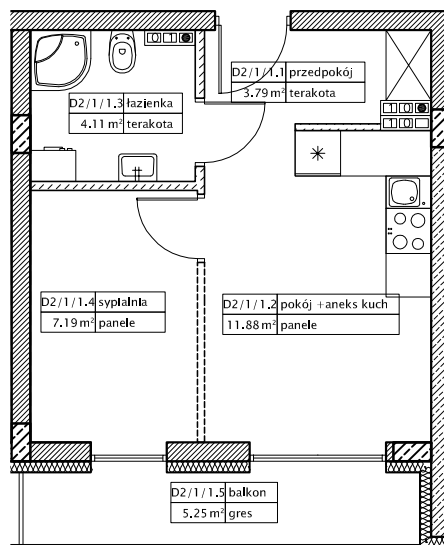 D2/1/1.1 przedpokój
3.79 m² terakota
D2/1/1.3 łazienka
4.11 m² terakota
D2/1/1.4 sypialnia
7.19 m² panele
D2/1/1.2 pokój +aneks kuch
11.88 m² panele
D2/1/1.5 balkon
5.25 m² gres